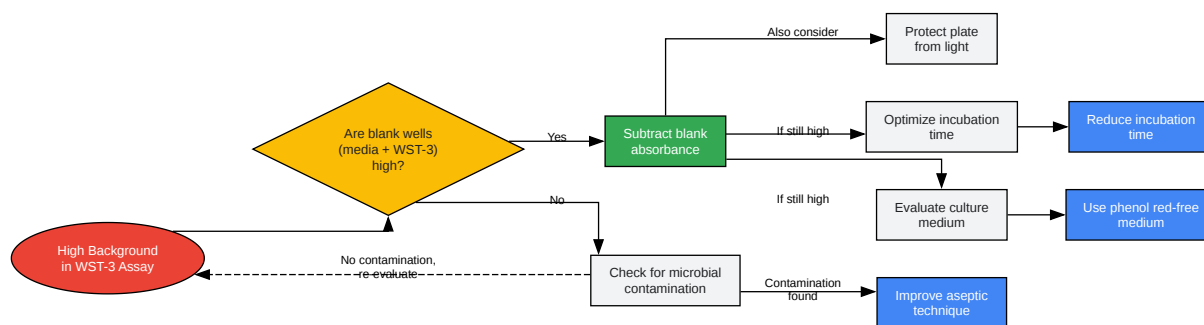 Also consider
Protect plate
from light
Are blank wells
(media + WST-3)
high?
Yes
Subtract blank
absorbance
If still high
Optimize incubation
time
Reduce incubation
time
No
If still high
Evaluate culture
medium
Use phenol red-free
medium
High Background
in WST-3 Assay
No contamination,
re-evaluate
Check for microbial
contamination
Contamination
found
Improve aseptic
technique